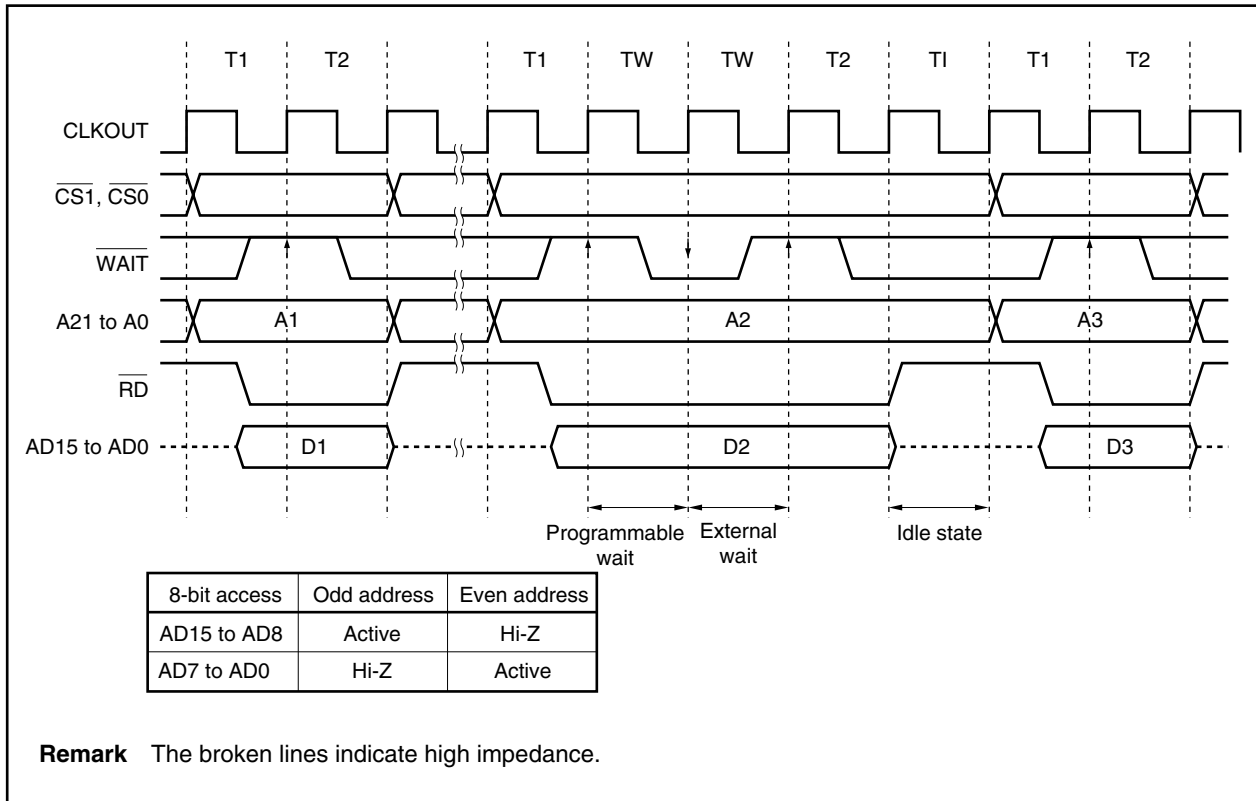 T1 T2 T1 TW TW T2 TI T1 T2
CLKOUT
CS1, CS0
WAIT
A21 to A0 A1 A2 A3
RD
AD15 to AD0 D1 D2 D3
Programmable wait External wait Idle state
8-bit access Odd address Even address
AD15 to AD8 Active Hi-Z
AD7 to AD0 Hi-Z Active
Remark The broken lines indicate high impedance.